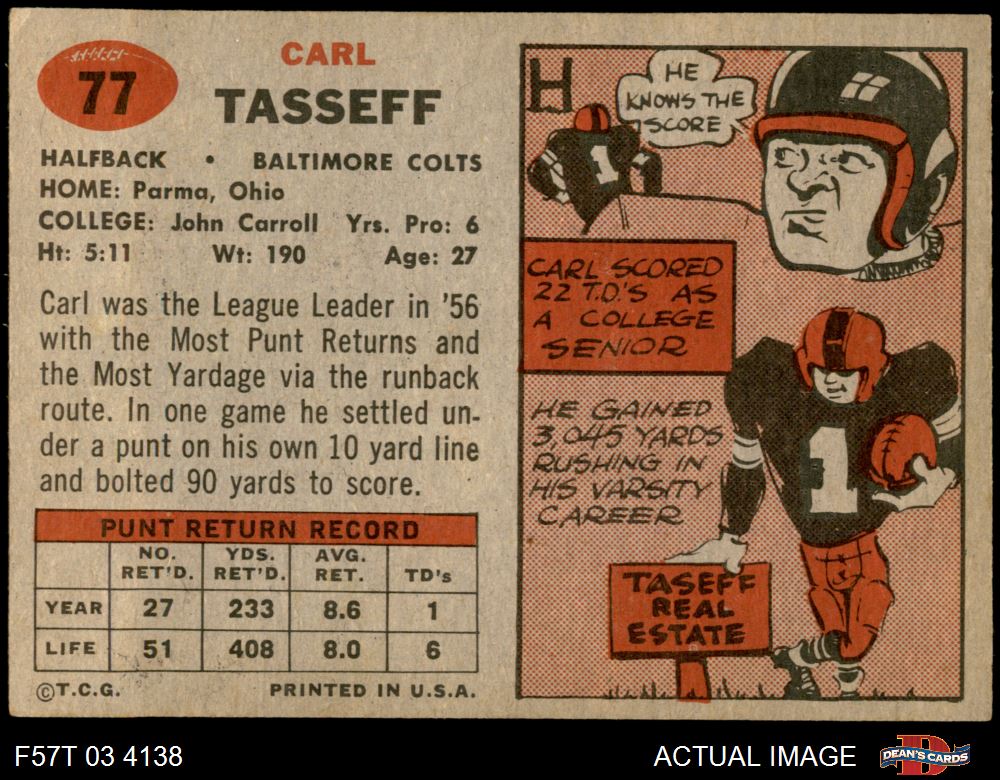 77
CARL
TASSEFF
HALFBACK • BALTIMORE COLTS
HOME: Parma, Ohio
COLLEGE: John Carroll Yrs. Pro: 6
Ht: 5:11 Wt: 190 Age: 27
Carl was the League Leader in '56
with the Most Punt Returns and
the Most Yardage via the runback
route. In one game he settled un-
der a punt on his own 10 yard line
and bolted 90 yards to score.
PUNT RETURN RECORD
NO. RET'D. YDS. RET'D. AVG. RET. TD's
YEAR 27 233 8.6 1
LIFE 51 408 8.0 6
©T.C.G. PRINTED IN U.S.A.
H
HE
KNOWS THE
SCORE
1
CARL SCORED
22 T.D.'S AS
A COLLEGE
SENIOR
HE GAINED
3,045 YARDS
RUSHING IN
HIS VARSITY
CAREER
1
TASEFF
REAL
ESTATE
F57T 03 4138
ACTUAL IMAGE
DEAN'S CARDS